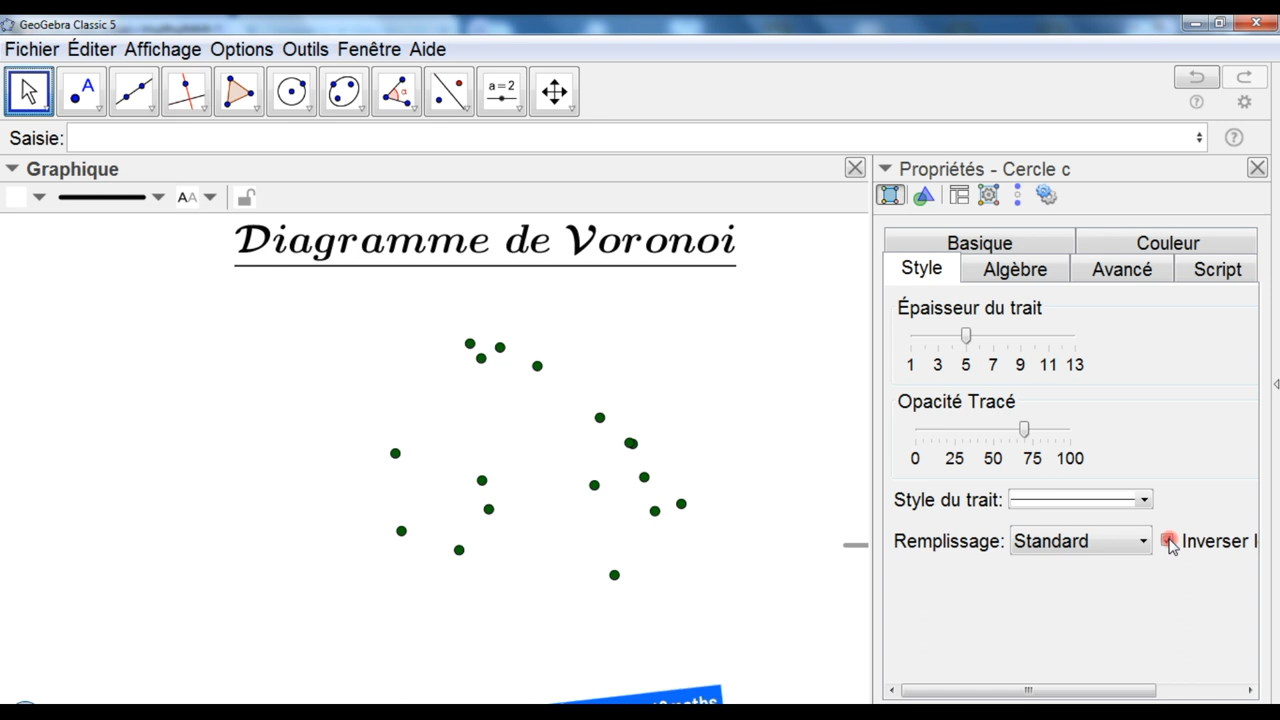 GeoGebra Classic 5
Fichier Éditer Affichage Options Outils Fenêtre Aide
A
α
a = 2
Saisie:
Graphique
Propriétés - Cercle c
AA
Diagramme de Voronoi
Basique Couleur
Style Algèbre Avancé Script
Épaisseur du trait
1 3 5 7 9 11 13
Opacité Tracé
0 25 50 75 100
Style du trait:
Remplissage: Standard Inverser
maths